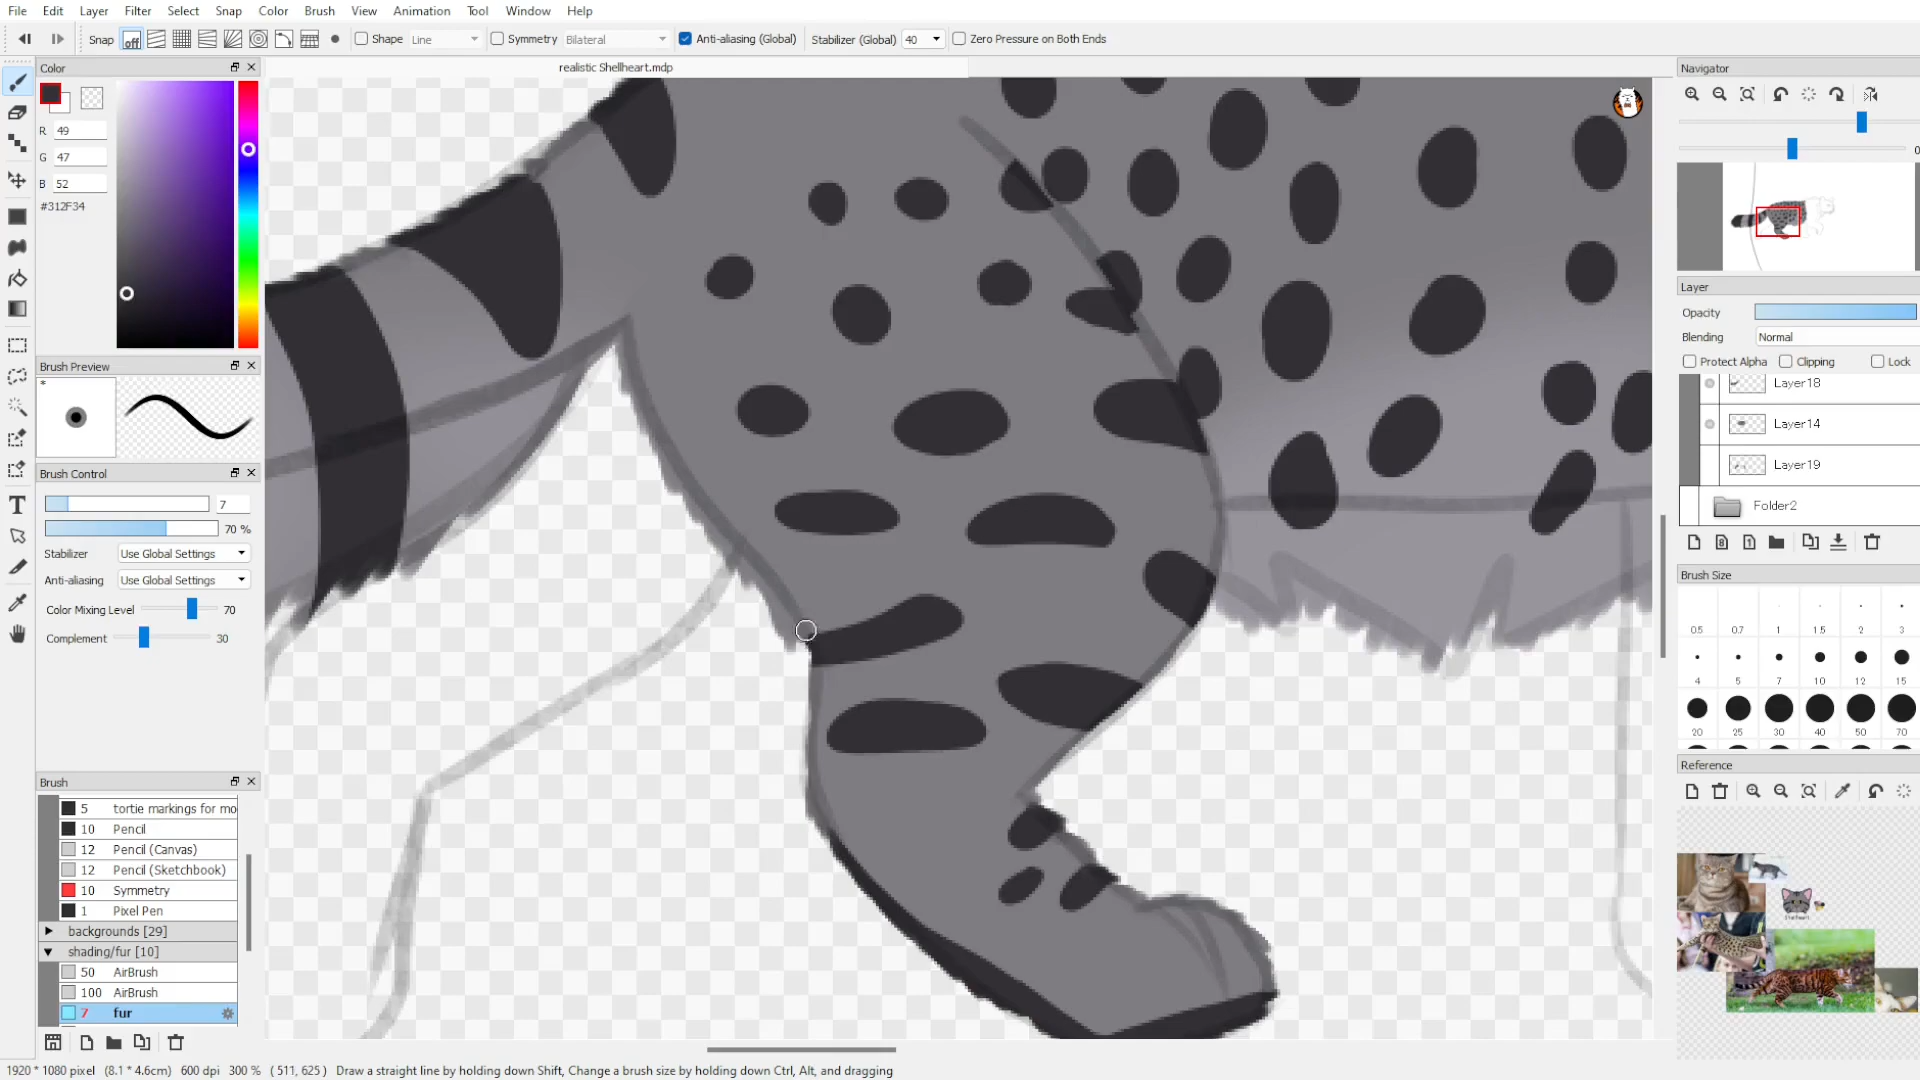 File Edit Layer Filter Select Snap Color Brush View Animation Tool Window Help
Snap off Shape Line Symmetry Bilateral Anti-aliasing (Global) Stabilizer (Global) 40 Zero Pressure on Both Ends
Color
realistic Shellheart.mdp
Navigator
R 49
G 47
B 52
#312F34
0
Layer
Opacity
Blending Normal
Protect Alpha Clipping Lock
Layer18
Layer14
Layer19
Folder2
Brush Preview
*
Brush Control
7
70 %
Stabilizer Use Global Settings
Anti-aliasing Use Global Settings
Color Mixing Level 70
Complement 30
Brush Size
0.5 0.7 1 1.5 2 3
4 5 7 10 12 15
20 25 30 40 50 70
Reference
Brush
5 tortie markings for mo
10 Pencil
12 Pencil (Canvas)
12 Pencil (Sketchbook)
10 Symmetry
1 Pixel Pen
backgrounds [29]
shading/fur [10]
50 AirBrush
100 AirBrush
7 fur
1920 * 1080 pixel (8.1 * 4.6cm) 600 dpi 300 % ( 511, 625 ) Draw a straight line by holding down Shift, Change a brush size by holding down Ctrl, Alt, and dragging